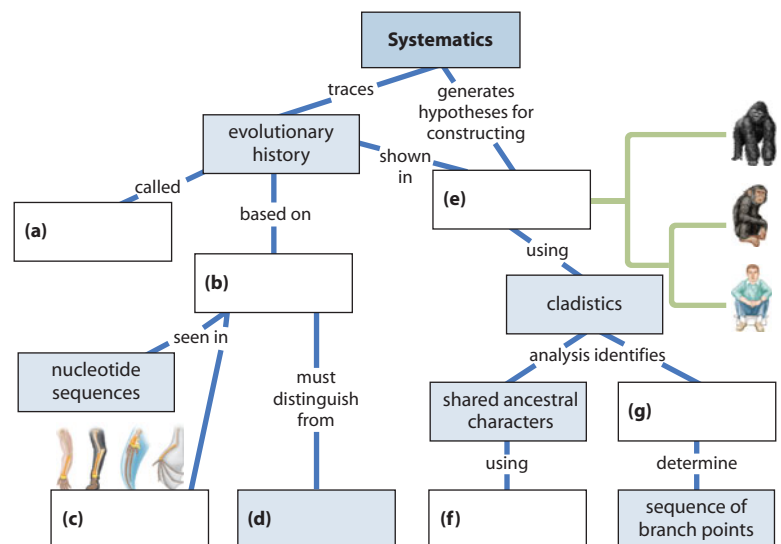 Systematics
traces
generates
hypotheses for
constructing
evolutionary
history
shown
in
called
based on
(a)
(e)
(b)
using
cladistics
seen in
nucleotide
sequences
must
distinguish
from
analysis identifies
shared ancestral
characters
(g)
using
determine
(c)
(d)
(f)
sequence of
branch points